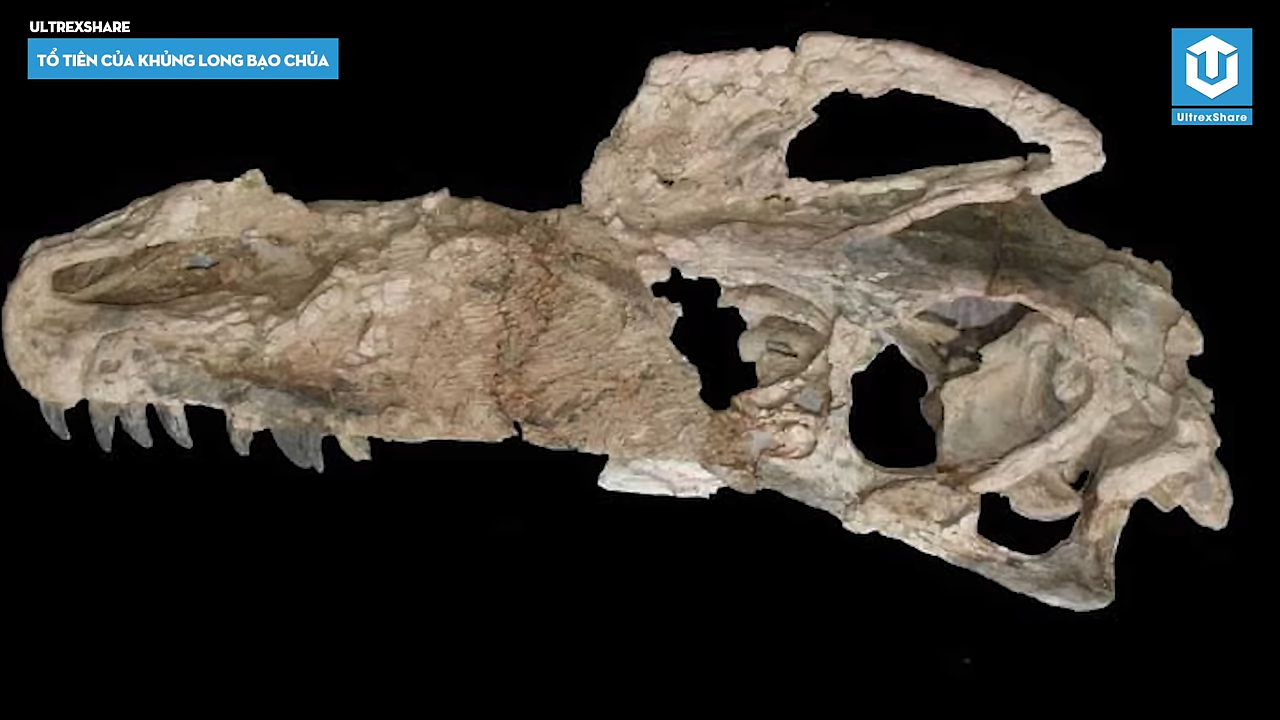 ULTREXSHARE
TỔ TIÊN CỦA KHỦNG LONG BẠO CHÚA
UltrexShare